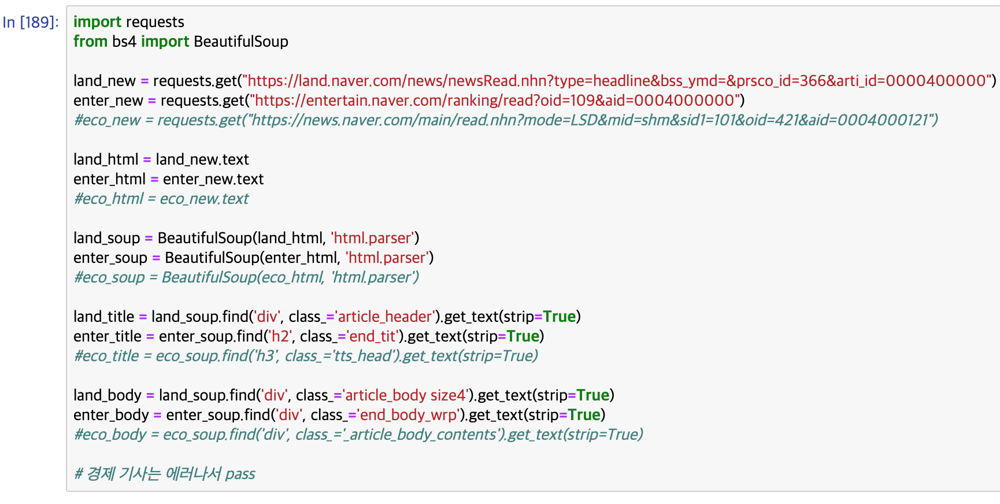 In [189]:
import requests
from bs4 import BeautifulSoup
land_new = requests.get("https://land.naver.com/news/newsRead.nhn?type=headline&bss_ymd=&prsco_id=366&arti_id=0000400000")
enter_new = requests.get("https://entertain.naver.com/ranking/read?oid=109&aid=0004000000")
#eco_new = requests.get("https://news.naver.com/main/read.nhn?mode=LSD&mid=shm&sid1=101&oid=421&aid=0004000121")
land_html = land_new.text
enter_html = enter_new.text
#eco_html = eco_new.text
land_soup = BeautifulSoup(land_html, 'html.parser')
enter_soup = BeautifulSoup(enter_html, 'html.parser')
#eco_soup = BeautifulSoup(eco_html, 'html.parser')
land_title = land_soup.find('div', class_='article_header').get_text(strip=True)
enter_title = enter_soup.find('h2', class_='end_tit').get_text(strip=True)
#eco_title = eco_soup.find('h3', class_='tts_head').get_text(strip=True)
land_body = land_soup.find('div', class_='article_body size4').get_text(strip=True)
enter_body = enter_soup.find('div', class_='end_body_wrp').get_text(strip=True)
#eco_body = eco_soup.find('div', class_='_article_body_contents').get_text(strip=True)
# 경제 기사는 에러나서 pass